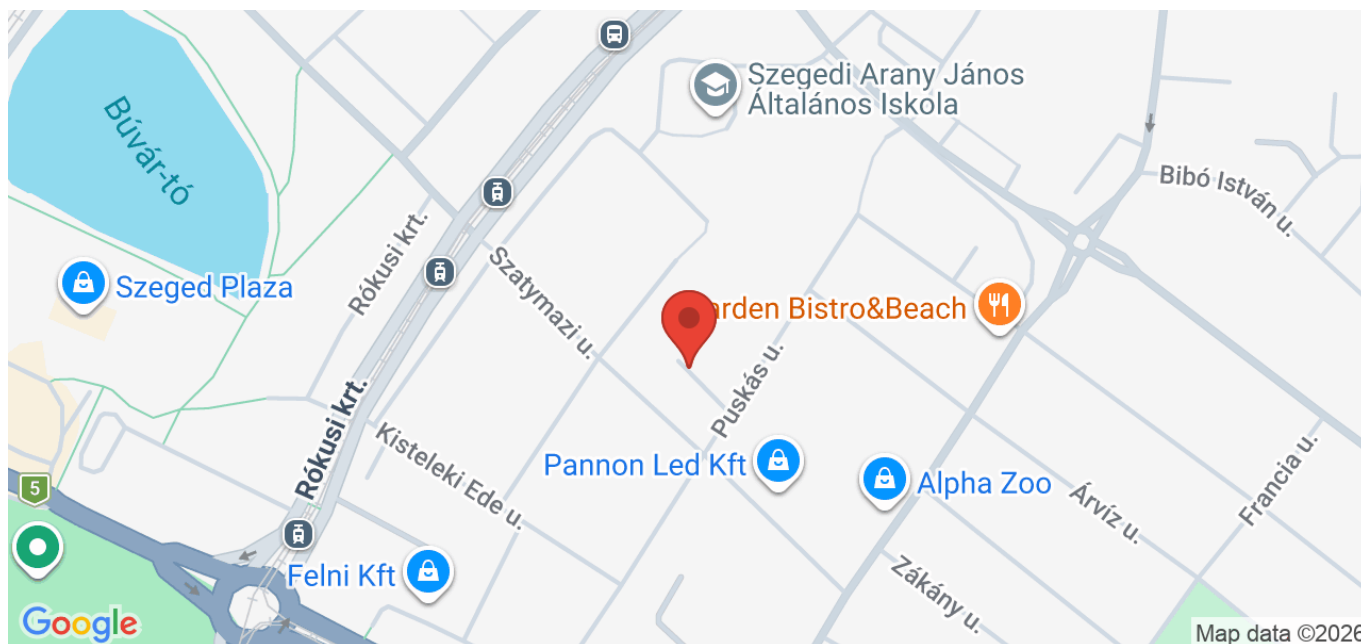 Szegedi Arany János
Általános Iskola
Búvár-tó
Bibó István u.
Rókusi krt.
Szatymazi u.
Szeged Plaza
arden Bistro&Beach
Puskás u.
Rókusi krt.
Kisteleki Ede u.
Pannon Led Kft
Alpha Zoo
Árvíz u.
Francia u.
5
Felni Kft
Zákány u.
Google
Map data ©2026